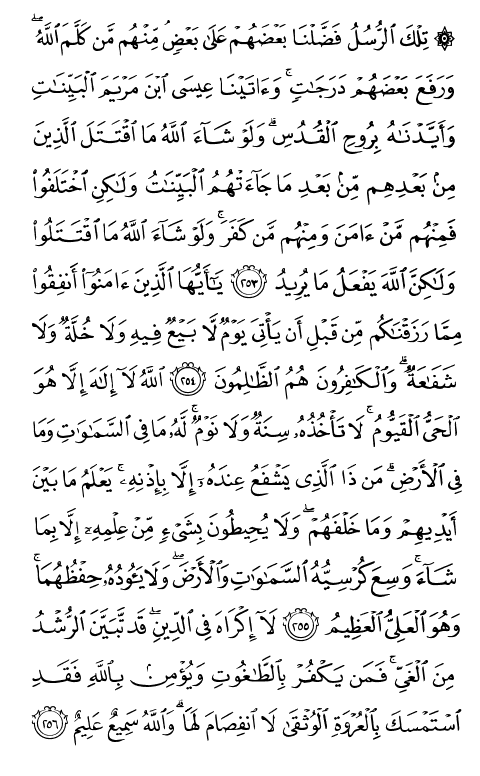 ۞ تِلْكَ ٱلرُّسُلُ فَضَّلْنَا بَعْضَهُمْ عَلَىٰ بَعْضٍۢ مِّنْهُم مَّن كَلَّمَ ٱللَّهُ ۖ
وَرَفَعَ بَعْضَهُمْ دَرَجَـٰتٍۢ ۚ وَءَاتَيْنَا عِيسَى ٱبْنَ مَرْيَمَ ٱلْبَيِّنَـٰتِ
وَأَيَّدْنَـٰهُ بِرُوحِ ٱلْقُدُسِ ۗ وَلَوْ شَآءَ ٱللَّهُ مَا ٱقْتَتَلَ ٱلَّذِينَ
مِنۢ بَعْدِهِم مِّنۢ بَعْدِ مَا جَآءَتْهُمُ ٱلْبَيِّنَـٰتُ وَلَـٰكِنِ ٱخْتَلَفُوا۟
فَمِنْهُم مَّنْ ءَامَنَ وَمِنْهُم مَّن كَفَرَ ۚ وَلَوْ شَآءَ ٱللَّهُ مَا ٱقْتَتَلُوا۟
وَلَـٰكِنَّ ٱللَّهَ يَفْعَلُ مَا يُرِيدُ ٢٥٣ يَـٰٓأَيُّهَا ٱلَّذِينَ ءَامَنُوٓا۟ أَنفِقُوا۟
مِمَّا رَزَقْنَـٰكُم مِّن قَبْلِ أَن يَأْتِىَ يَوْمٌۭ لَّا بَيْعٌۭ فِيهِ وَلَا خُلَّةٌۭ وَلَا
شَفَـٰعَةٌۭ ۗ وَٱلْكَـٰفِرُونَ هُمُ ٱلظَّـٰلِمُونَ ٢٥٤ ٱللَّهُ لَآ إِلَـٰهَ إِلَّا هُوَ
ٱلْحَىُّ ٱلْقَيُّومُ ۚ لَا تَأْخُذُهُۥ سِنَةٌۭ وَلَا نَوْمٌۭ ۚ لَّهُۥ مَا فِى ٱلسَّمَـٰوَٰتِ وَمَا
فِى ٱلْأَرْضِ ۗ مَن ذَا ٱلَّذِى يَشْفَعُ عِندَهُۥٓ إِلَّا بِإِذْنِهِۦ ۚ يَعْلَمُ مَا بَيْنَ
أَيْدِيهِمْ وَمَا خَلْفَهُمْ ۖ وَلَا يُحِيطُونَ بِشَىْءٍۢ مِّنْ عِلْمِهِۦٓ إِلَّا بِمَا
شَآءَ ۚ وَسِعَ كُرْسِيُّهُ ٱلسَّمَـٰوَٰتِ وَٱلْأَرْضَ ۖ وَلَا يَـُٔودُهُۥ حِفْظُهُمَا ۚ
وَهُوَ ٱلْعَلِىُّ ٱلْعَظِيمُ ٢٥٥ لَآ إِكْرَاهَ فِى ٱلدِّينِ ۖ قَد تَّبَيَّنَ ٱلرُّشْدُ
مِنَ ٱلْغَىِّ ۚ فَمَن يَكْفُرْ بِٱلطَّـٰغُوتِ وَيُؤْمِنۢ بِٱللَّهِ فَقَدِ
ٱسْتَمْسَكَ بِٱلْعُرْوَةِ ٱلْوُثْقَىٰ لَا ٱنفِصَامَ لَهَا ۗ وَٱللَّهُ سَمِيعٌ عَلِيمٌ ٢٥٦